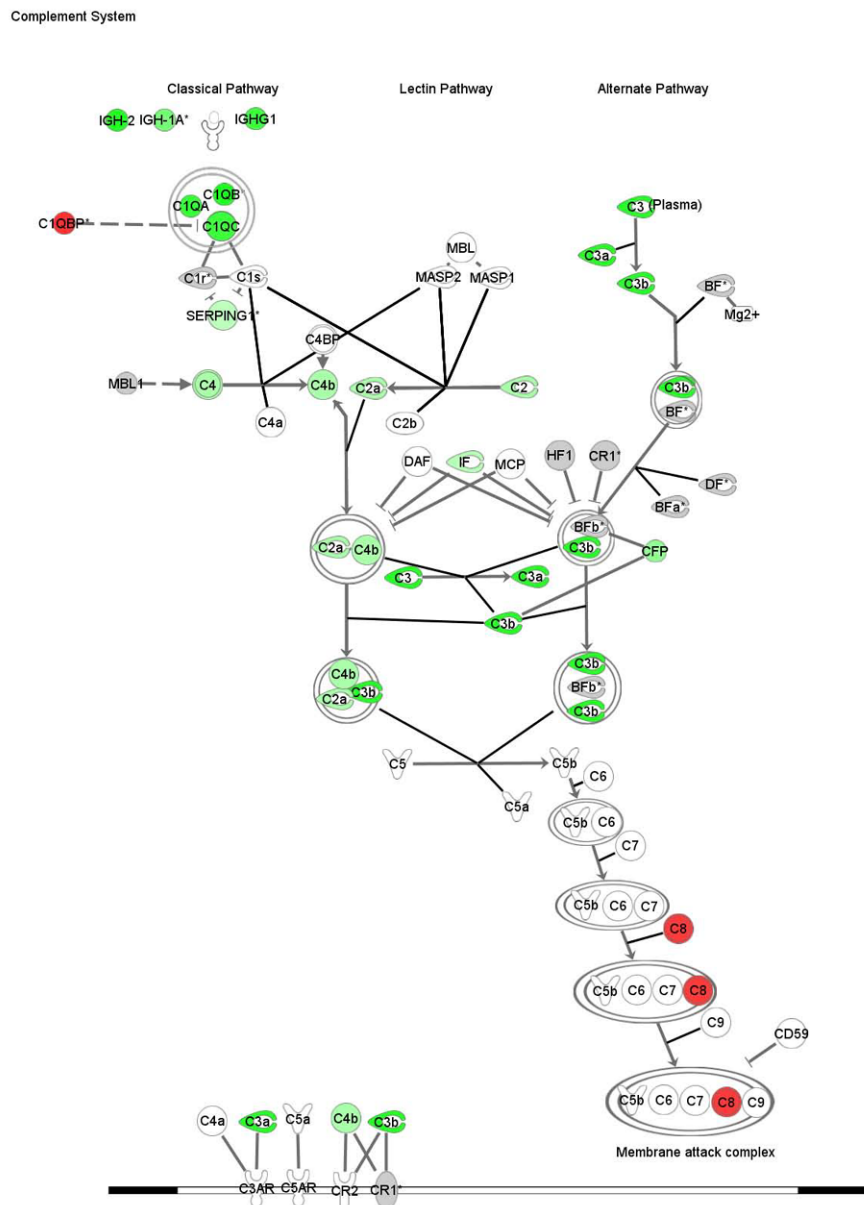 Complement System
Classical Pathway Lectin Pathway Alternate Pathway
IGH-2 IGH-1A* IGHG1
C1QB*
C1QA
C1QBP* C1QC
C3 (Plasma)
C3a
MBL
C1r* C1s MASP2 MASP1
C3b BF*
Mg2+
SERPING1*
C4BP
MBL1 C4 C4b C2a C2
C4a C2b
C3b
BF*
DAF IF MCP HF1 CR1*
DF*
BFa*
BFb*
C2a C4b C3b CFP
C3 C3a
C3b
C4b C3b
C2a C3b BFb*
C3b
C5 C5b C6
C5a
C5b C6
C7
C5b C6 C7
C8
C5b C6 C7 C8
C9 CD59
C5b C6 C7 C8 C9
Membrane attack complex
C4a C3a C5a C4b C3b
C3AR C5AR CR2 CR1*